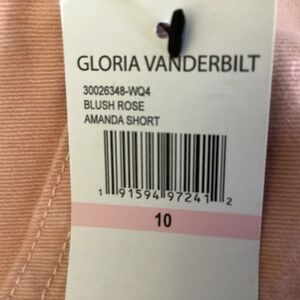 GLORIA VANDERBILT
30026348-WQ4
BLUSH ROSE
AMANDA SHORT
1 91594 97241 2
10